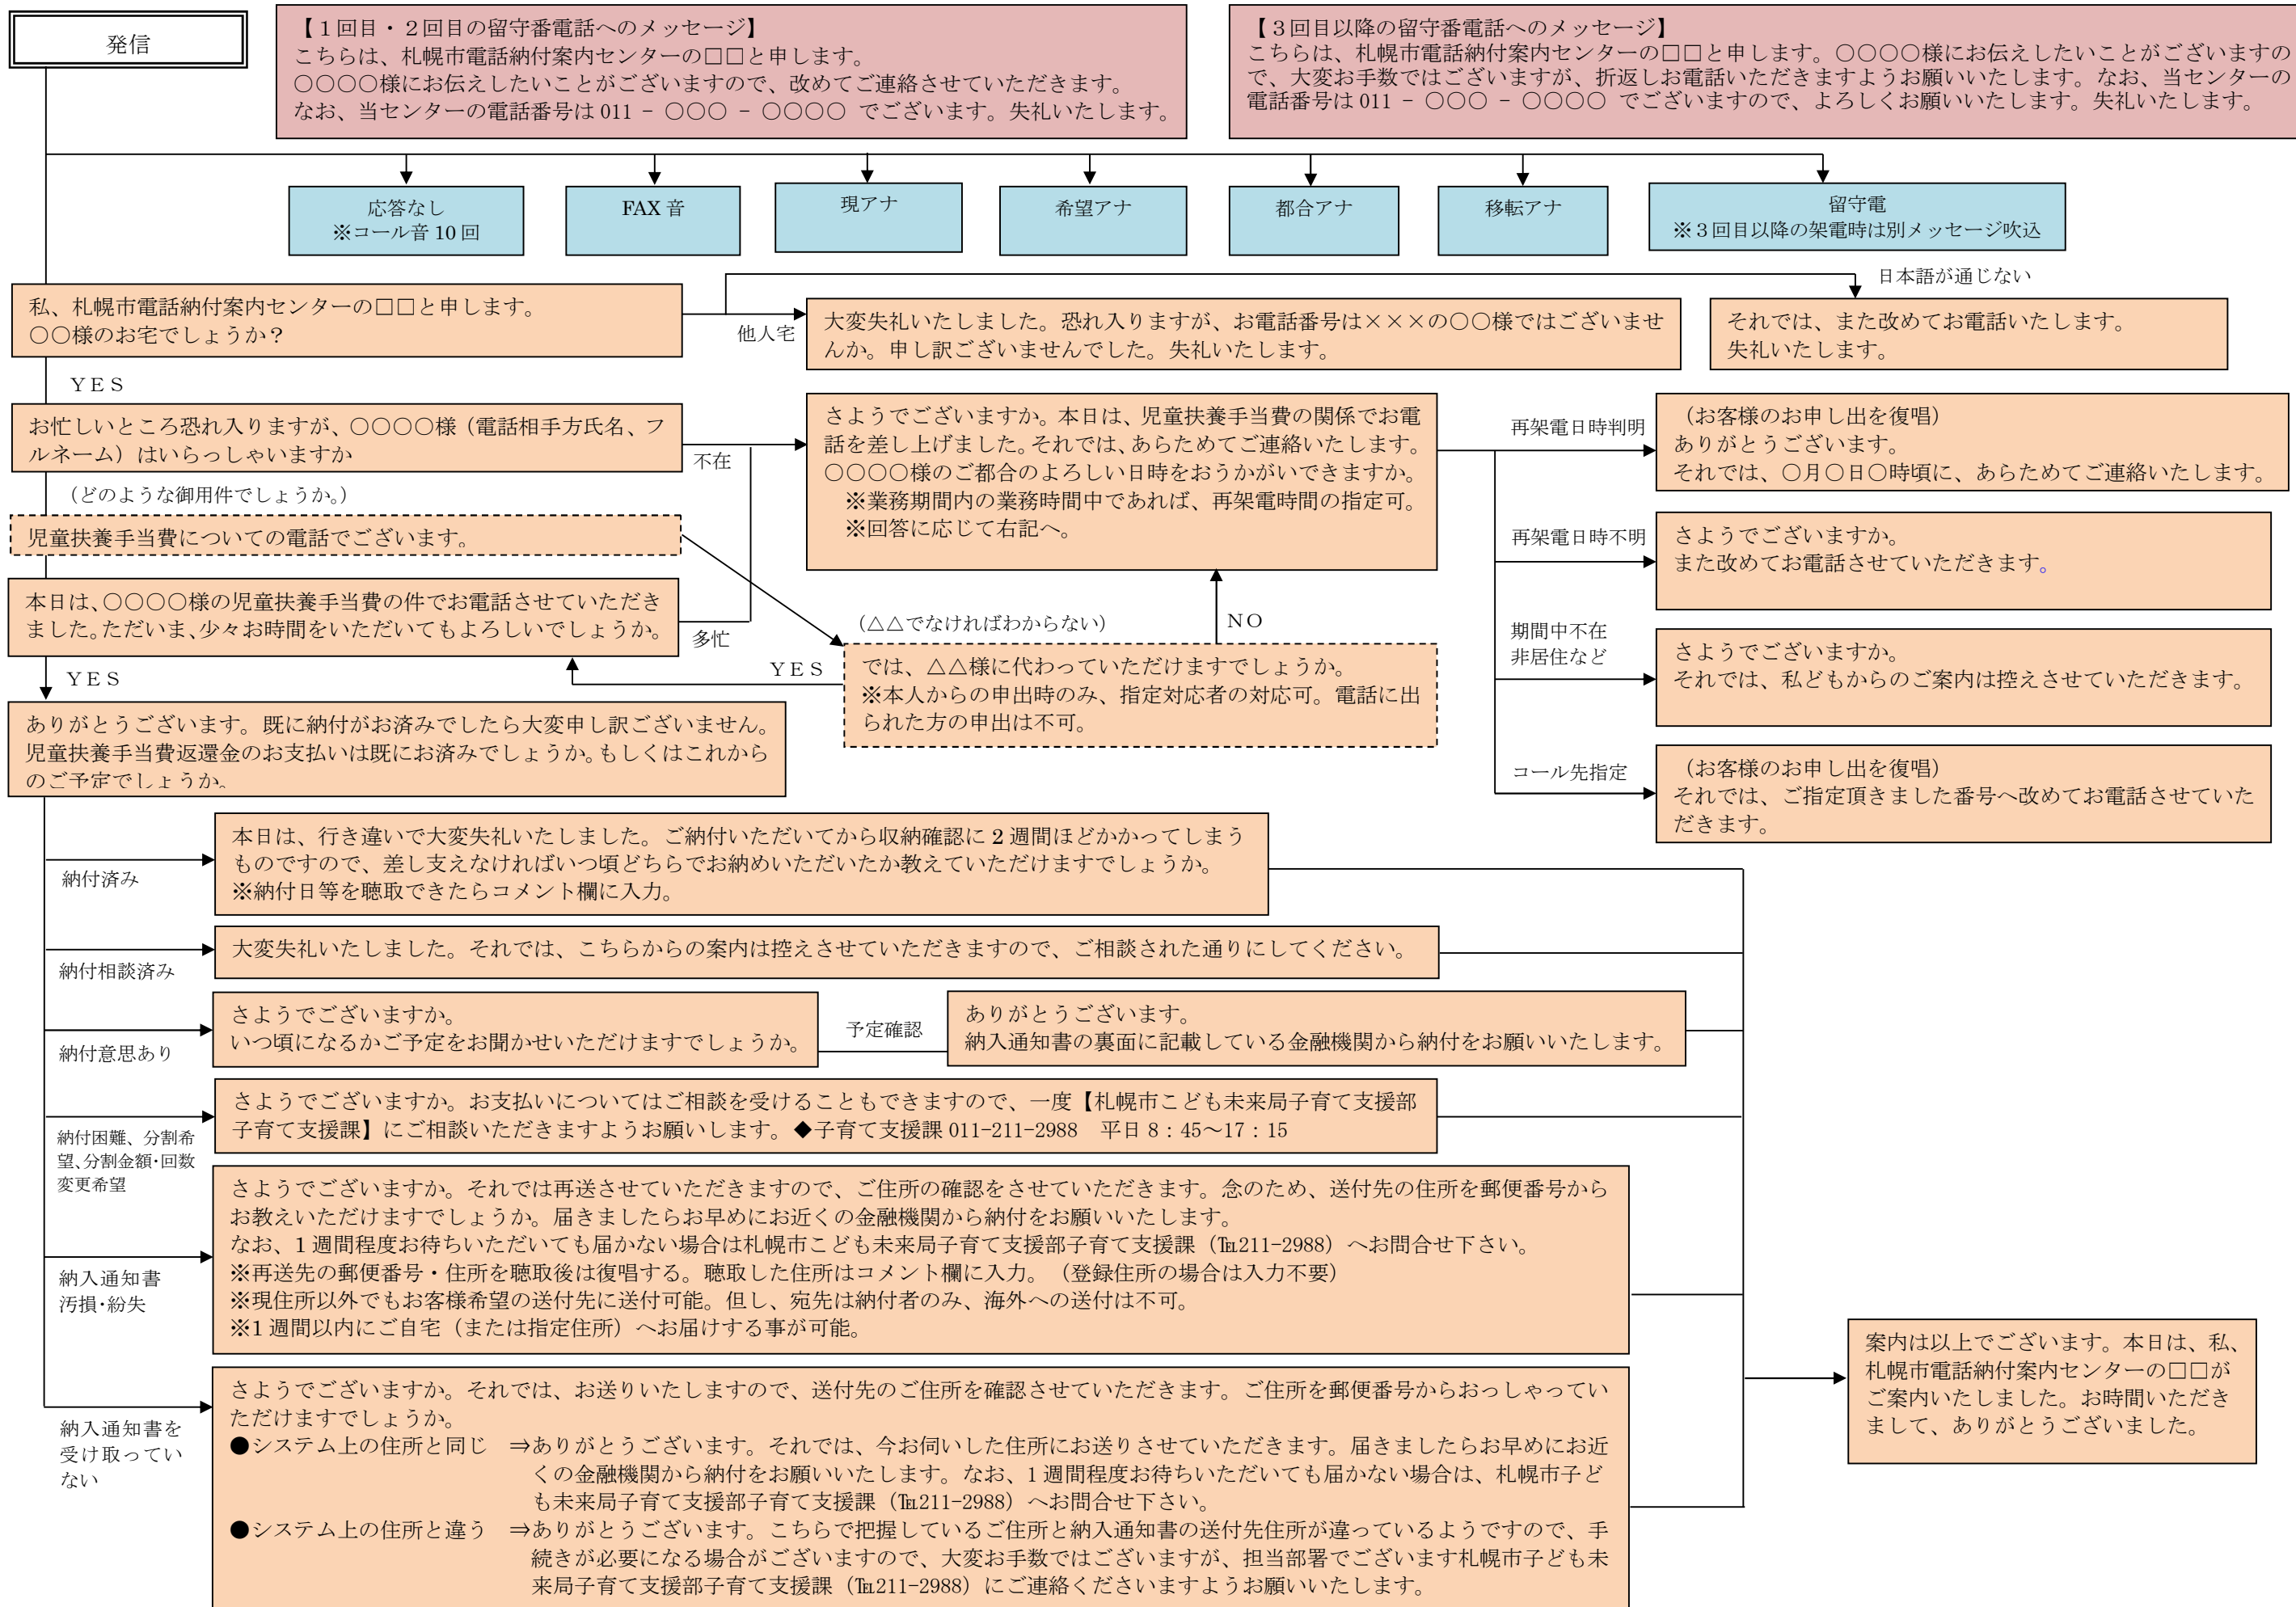 発信
【１回目・２回目の留守番電話へのメッセージ】
こちらは、札幌市電話納付案内センターの□□と申します。
○○○○様にお伝えしたいことがございますので、改めてご連絡させていただきます。
なお、当センターの電話番号は 011 － ○○○ － ○○○○ でございます。失礼いたします。
【３回目以降の留守番電話へのメッセージ】
こちらは、札幌市電話納付案内センターの□□と申します。○○○○様にお伝えしたいことがございますの
で、大変お手数ではございますが、折返しお電話いただきますようお願いいたします。なお、当センターの
電話番号は 011 － ○○○ － ○○○○ でございますので、よろしくお願いいたします。失礼いたします。
応答なし
※コール音 10 回
FAX 音
現アナ
希望アナ
都合アナ
移転アナ
留守電
※３回目以降の架電時は別メッセージ吹込
日本語が通じない
私、札幌市電話納付案内センターの□□と申します。
○○様のお宅でしょうか？
他人宅
大変失礼いたしました。恐れ入りますが、お電話番号は×××の○○様ではございませ
んか。申し訳ございませんでした。失礼いたします。
それでは、また改めてお電話いたします。
失礼いたします。
ＹＥＳ
お忙しいところ恐れ入りますが、○○○○様（電話相手方氏名、フ
ルネーム）はいらっしゃいますか
不在
さようでございますか。本日は、児童扶養手当費の関係でお電
話を差し上げました。それでは、あらためてご連絡いたします。
○○○○様のご都合のよろしい日時をおうかがいできますか。
※業務期間内の業務時間中であれば、再架電時間の指定可。
※回答に応じて右記へ。
再架電日時判明
（お客様のお申し出を復唱）
ありがとうございます。
それでは、○月○日○時頃に、あらためてご連絡いたします。
（どのような御用件でしょうか。）
児童扶養手当費についての電話でございます。
再架電日時不明
さようでございますか。
また改めてお電話させていただきます。
本日は、○○○○様の児童扶養手当費の件でお電話させていただき
ました。ただいま、少々お時間をいただいてもよろしいでしょうか。
多忙
（△△でなければわからない）
ＮＯ
ＹＥＳ
では、△△様に代わっていただけますでしょうか。
※本人からの申出時のみ、指定対応者の対応可。電話に出
られた方の申出は不可。
期間中不在
非居住など
さようでございますか。
それでは、私どもからのご案内は控えさせていただきます。
ＹＥＳ
ありがとうございます。既に納付がお済みでしたら大変申し訳ございません。
児童扶養手当費返還金のお支払いは既にお済みでしょうか。もしくはこれから
のご予定でしょうか。
コール先指定
（お客様のお申し出を復唱）
それでは、ご指定頂きました番号へ改めてお電話させていた
だきます。
納付済み
本日は、行き違いで大変失礼いたしました。ご納付いただいてから収納確認に 2 週間ほどかかってしまう
ものですので、差し支えなければいつ頃どちらでお納めいただいたか教えていただけますでしょうか。
※納付日等を聴取できたらコメント欄に入力。
納付相談済み
大変失礼いたしました。それでは、こちらからの案内は控えさせていただきますので、ご相談された通りにしてください。
納付意思あり
さようでございますか。
いつ頃になるかご予定をお聞かせいただけますでしょうか。
予定確認
ありがとうございます。
納入通知書の裏面に記載している金融機関から納付をお願いいたします。
納付困難、分割希
望、分割金額･回数
変更希望
さようでございますか。お支払いについてはご相談を受けることもできますので、一度【札幌市こども未来局子育て支援部
子育て支援課】にご相談いただきますようお願いします。◆子育て支援課 011-211-2988　平日 8：45～17：15
納入通知書
汚損･紛失
さようでございますか。それでは再送させていただきますので、ご住所の確認をさせていただきます。念のため、送付先の住所を郵便番号から
お教えいただけますでしょうか。届きましたらお早めにお近くの金融機関から納付をお願いいたします。
なお、1 週間程度お待ちいただいても届かない場合は札幌市こども未来局子育て支援部子育て支援課（℡211-2988）へお問合せ下さい。
※再送先の郵便番号・住所を聴取後は復唱する。聴取した住所はコメント欄に入力。（登録住所の場合は入力不要）
※現住所以外でもお客様希望の送付先に送付可能。但し、宛先は納付者のみ、海外への送付は不可。
※1 週間以内にご自宅（または指定住所）へお届けする事が可能。
納入通知書を
受け取ってい
ない
さようでございますか。それでは、お送りいたしますので、送付先のご住所を確認させていただきます。ご住所を郵便番号からおっしゃってい
ただけますでしょうか。
●システム上の住所と同じ　⇒ありがとうございます。それでは、今お伺いした住所にお送りさせていただきます。届きましたらお早めにお近
くの金融機関から納付をお願いいたします。なお、1 週間程度お待ちいただいても届かない場合は、札幌市子ど
も未来局子育て支援部子育て支援課（℡211-2988）へお問合せ下さい。
●システム上の住所と違う　⇒ありがとうございます。こちらで把握しているご住所と納入通知書の送付先住所が違っているようですので、手
続きが必要になる場合がございますので、大変お手数ではございますが、担当部署でございます札幌市子ども未
来局子育て支援部子育て支援課（℡211-2988）にご連絡くださいますようお願いいたします。
案内は以上でございます。本日は、私、
札幌市電話納付案内センターの□□が
ご案内いたしました。お時間いただき
まして、ありがとうございました。